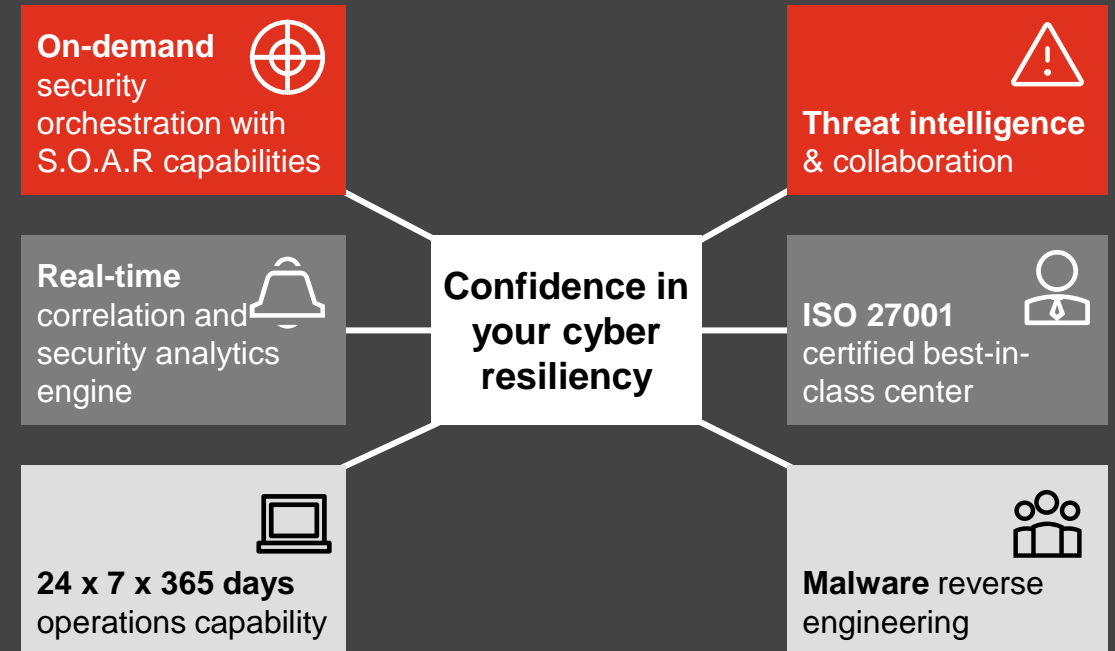 On-demand
security
orchestration with
S.O.A.R capabilities
Threat intelligence
& collaboration
Real-time
correlation and
security analytics
engine
Confidence in
your cyber
resiliency
ISO 27001
certified best-in-
class center
24 x 7 x 365 days
operations capability
Malware reverse
engineering